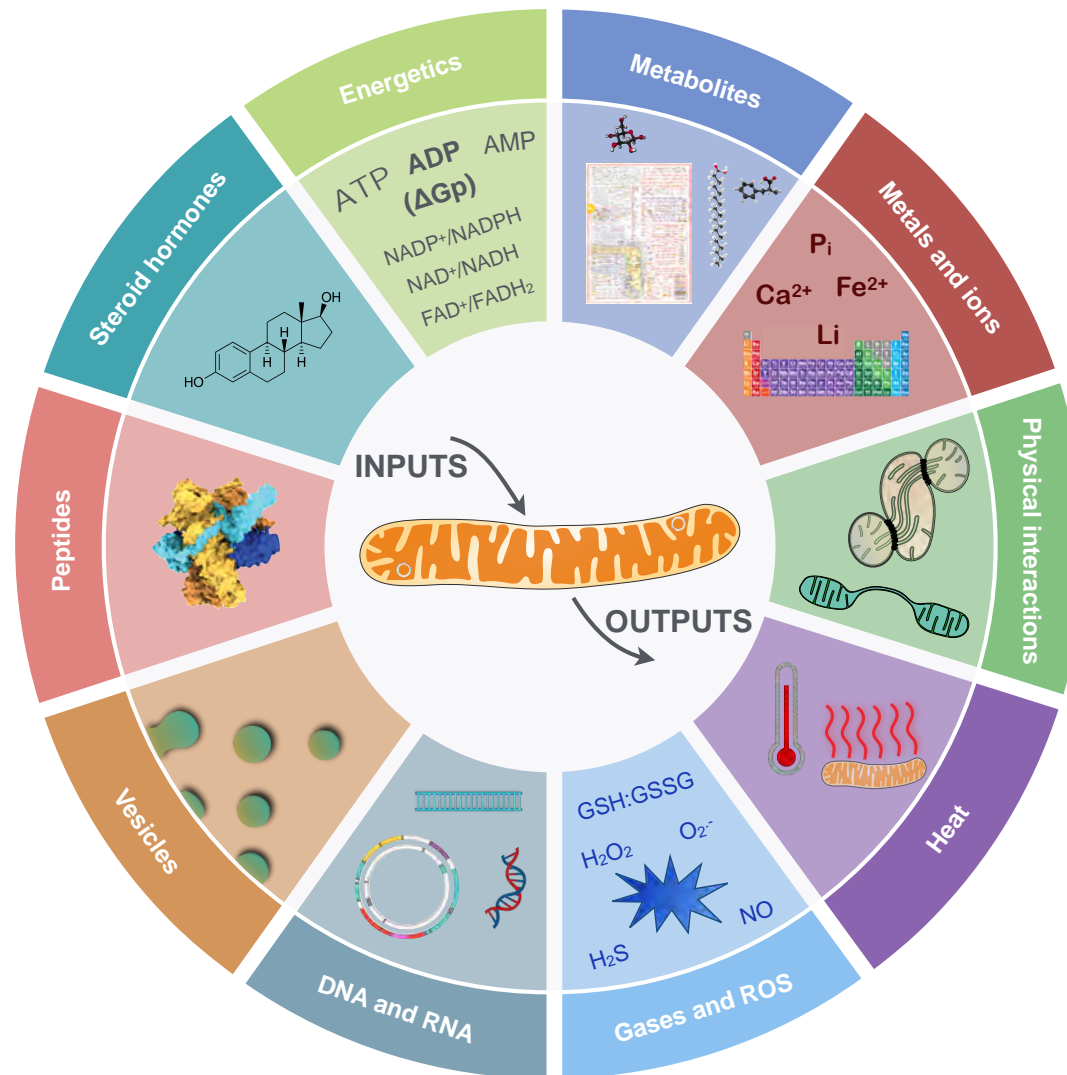 Energetics
ATP ADP AMP
(ΔGp)
NADP⁺/NADPH
NAD⁺/NADH
FAD⁺/FADH₂
Metabolites
Metals and ions
Pᵢ
Ca²⁺ Fe²⁺
Li
Physical interactions
Heat
Gases and ROS
GSH:GSSG
O₂·⁻
H₂O₂
NO
H₂S
DNA and RNA
Vesicles
Peptides
Steroid hormones
OH
H
H H
HO
INPUTS
OUTPUTS